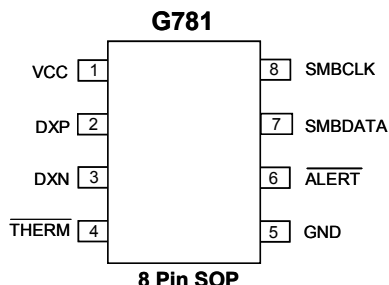 G781
VCC 1 8 SMBCLK
DXP 2 7 SMBDATA
DXN 3 6 ALERT
THERM 4 5 GND
8 Pin SOP